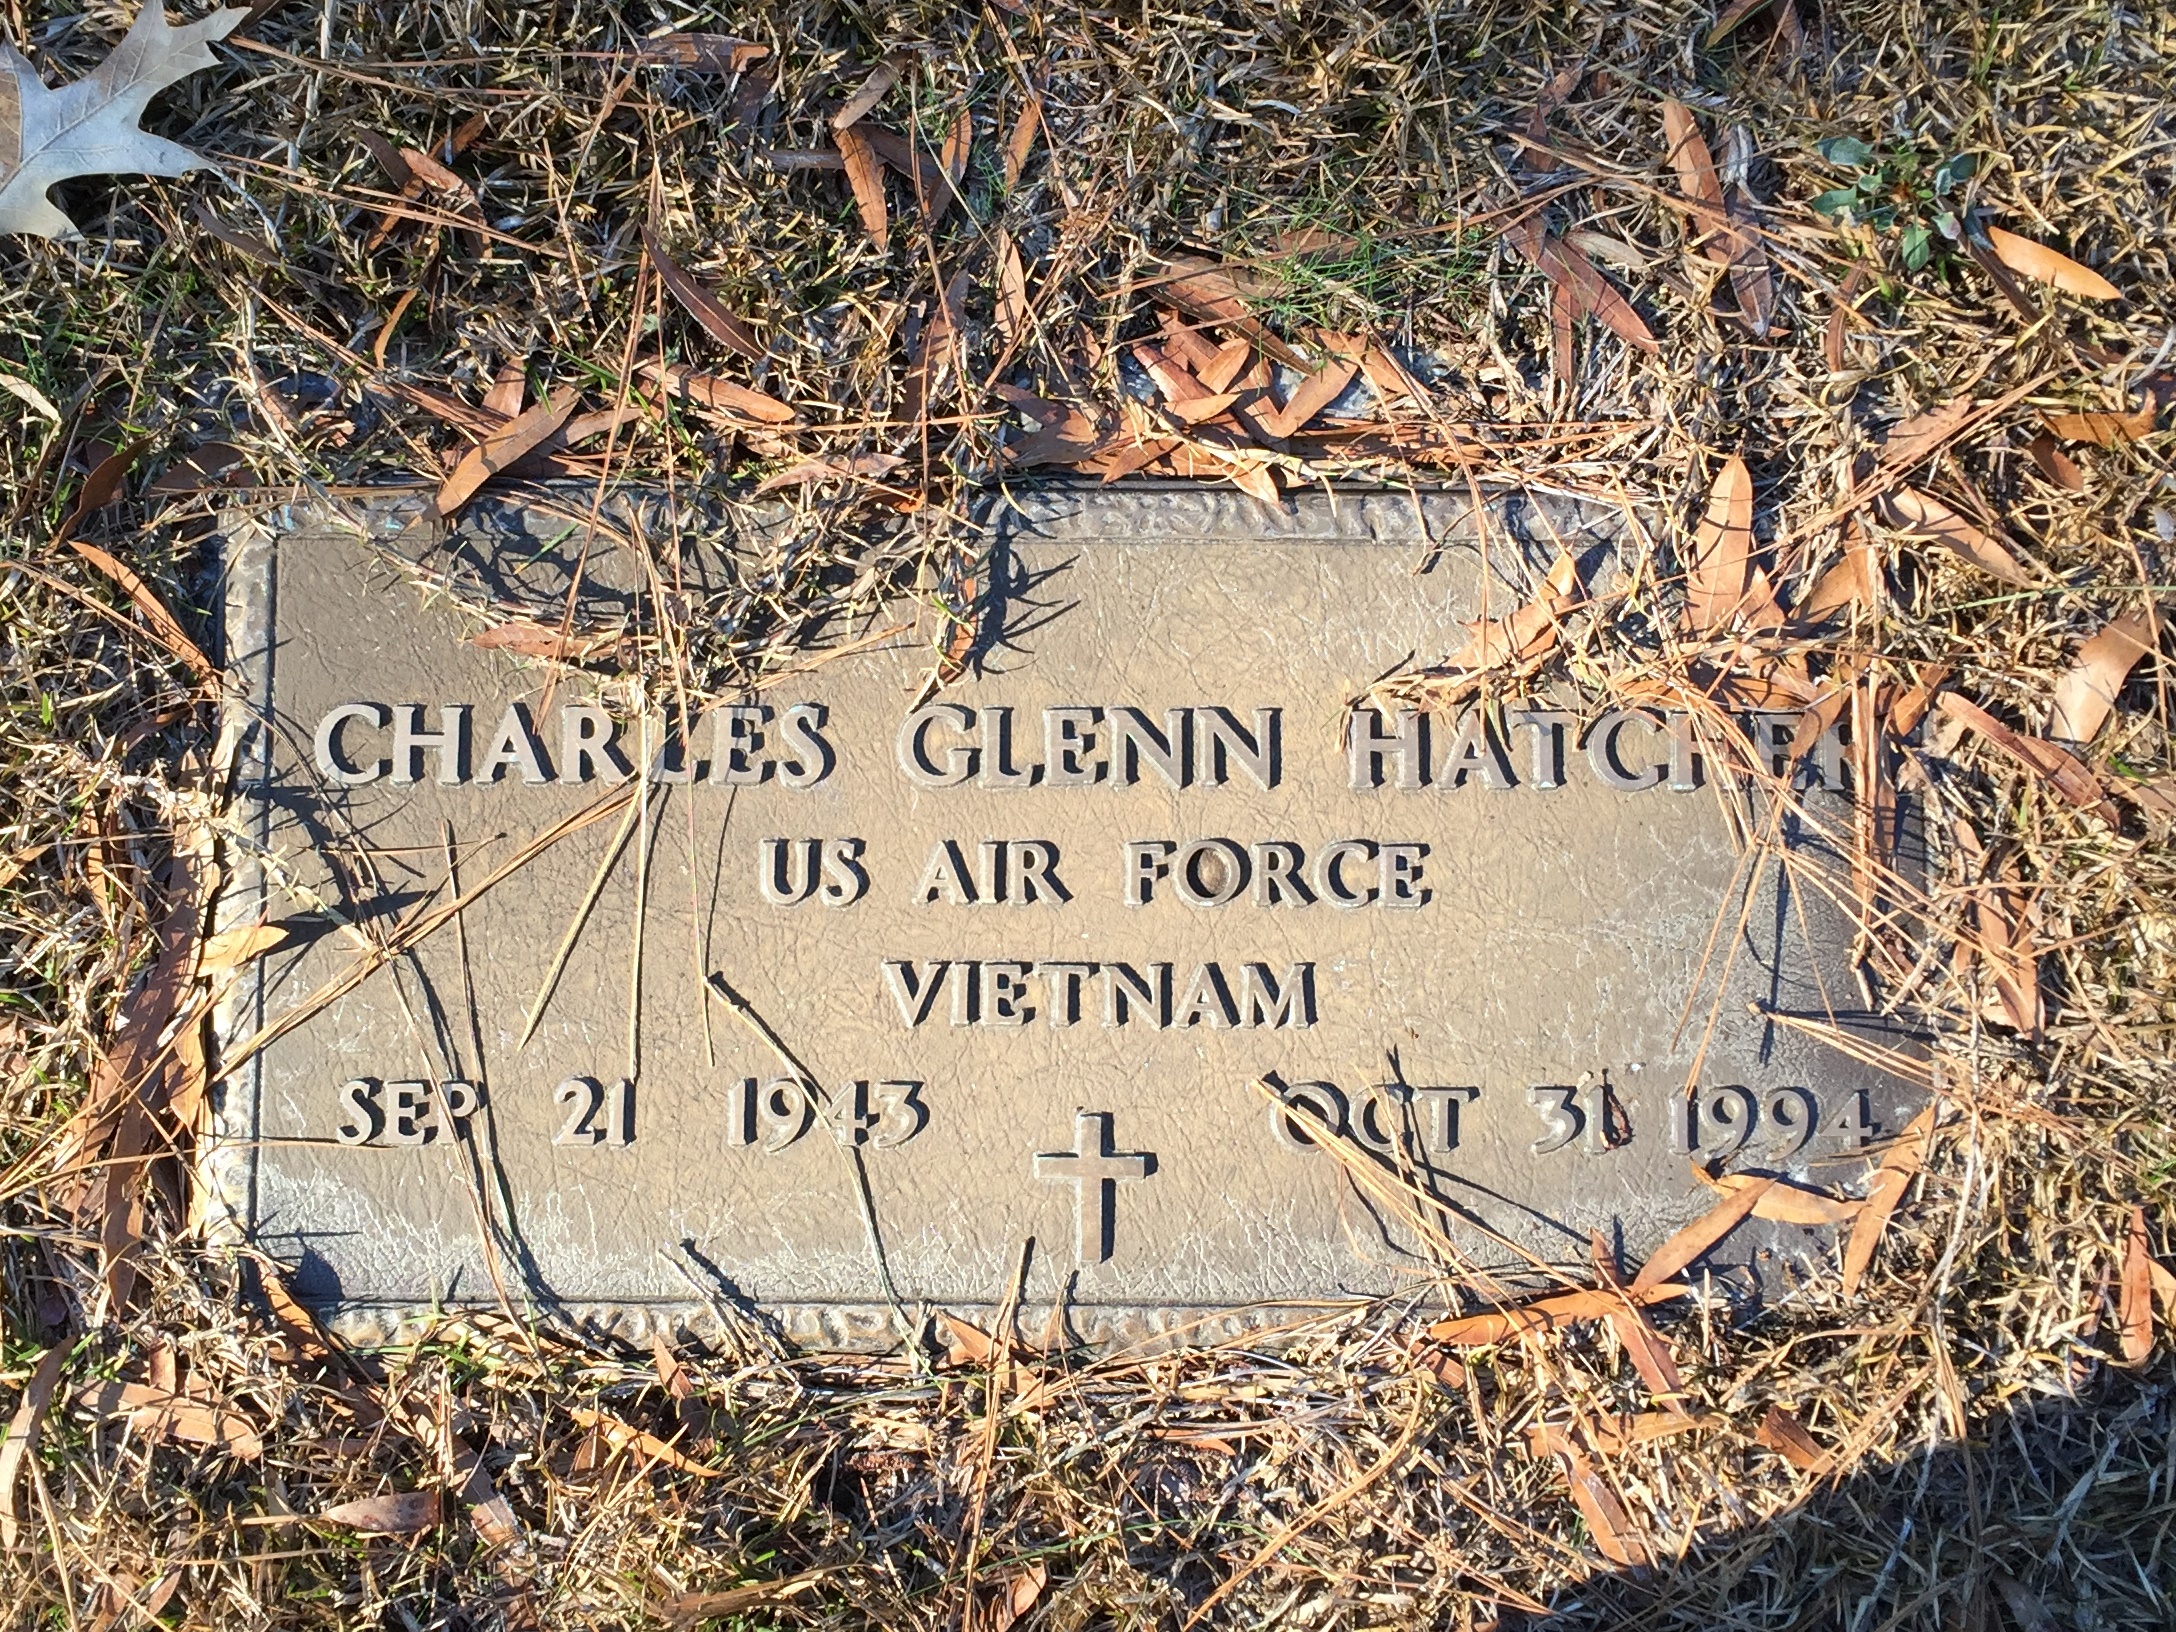 CHARLES GLENN HATCHER
US AIR FORCE
VIETNAM
SEP 21 1943 OCT 31 1994